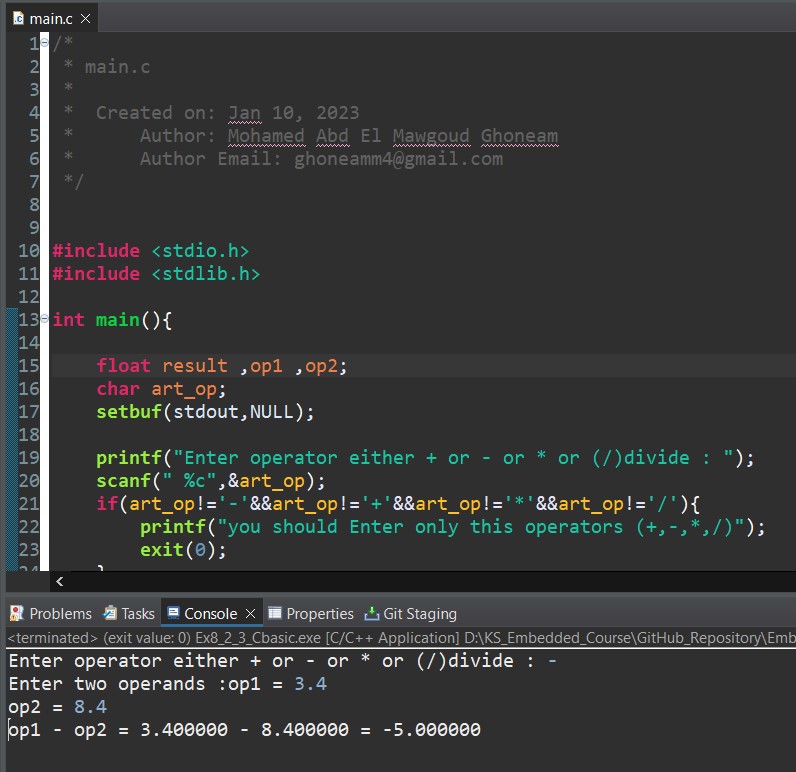 main.c
1 /*
2  * main.c
3  *
4  *  Created on: Jan 10, 2023
5  *      Author: Mohamed Abd El Mawgoud Ghoneam
6  *      Author Email: ghoneamm4@gmail.com
7  */
8
9
10 #include <stdio.h>
11 #include <stdlib.h>
12
13 int main(){
14
15     float result ,op1 ,op2;
16     char art_op;
17     setbuf(stdout,NULL);
18
19     printf("Enter operator either + or - or * or (/)divide : ");
20     scanf(" %c",&art_op);
21     if(art_op!='-'&&art_op!='+'&&art_op!='*'&&art_op!='/'){
22         printf("you should Enter only this operators (+,-,*,/)");
23         exit(0);
Problems Tasks Console Properties Git Staging
<terminated> (exit value: 0) Ex8_2_3_Cbasic.exe [C/C++ Application] D:\KS_Embedded_Course\GitHub_Repository\Emb
Enter operator either + or - or * or (/)divide : -
Enter two operands :op1 = 3.4
op2 = 8.4
op1 - op2 = 3.400000 - 8.400000 = -5.000000